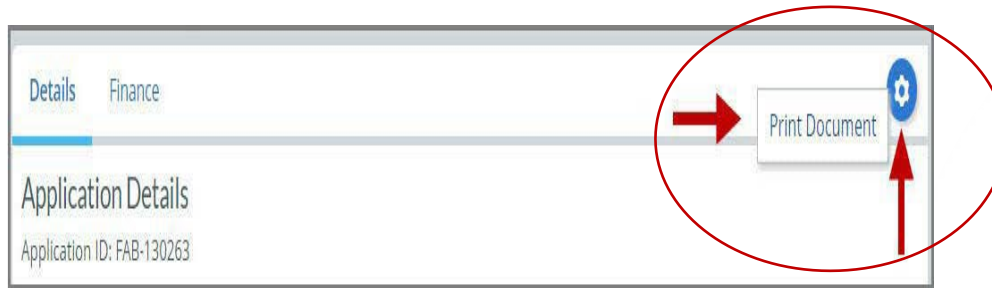 Details Finance
Print Document
Application Details
Application ID: FAB-130263